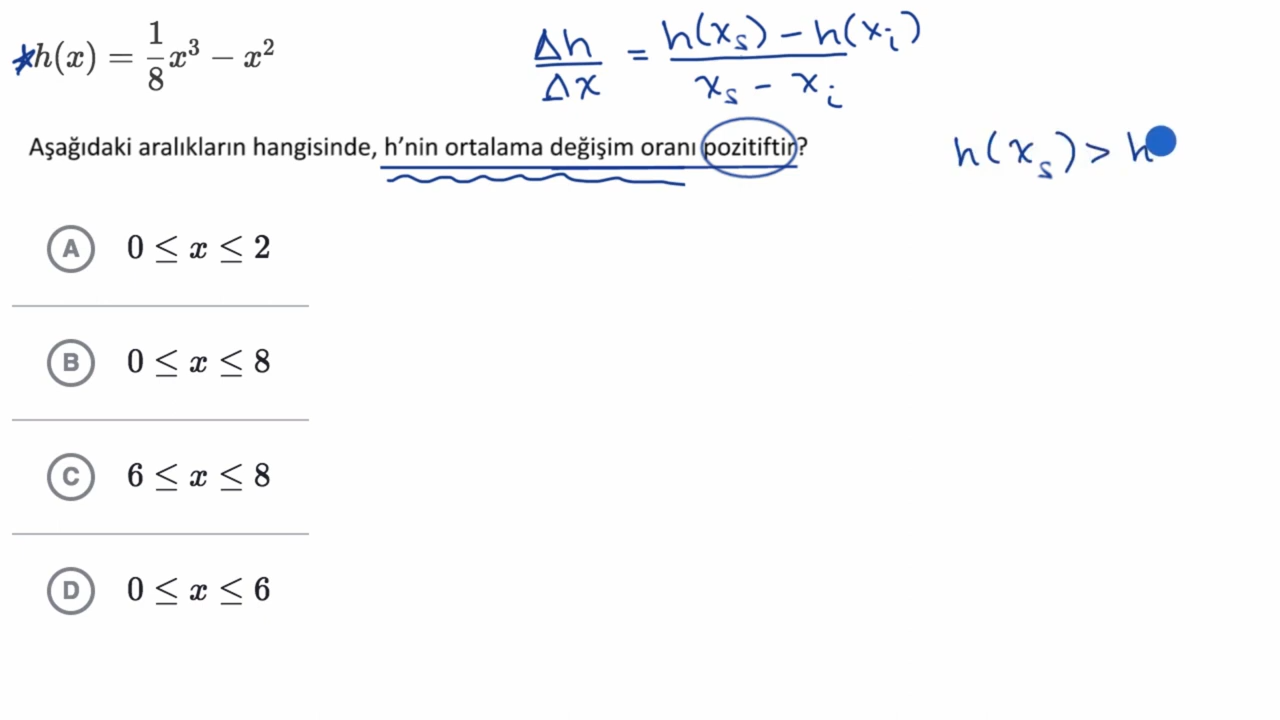 *h(x) = 1/8 x³ − x²
Δh/Δx = h(xₛ) − h(xᵢ) / xₛ − xᵢ
Aşağıdaki aralıkların hangisinde, h'nin ortalama değişim oranı pozitiftir?
h(xₛ) > h
A 0 ≤ x ≤ 2
B 0 ≤ x ≤ 8
C 6 ≤ x ≤ 8
D 0 ≤ x ≤ 6